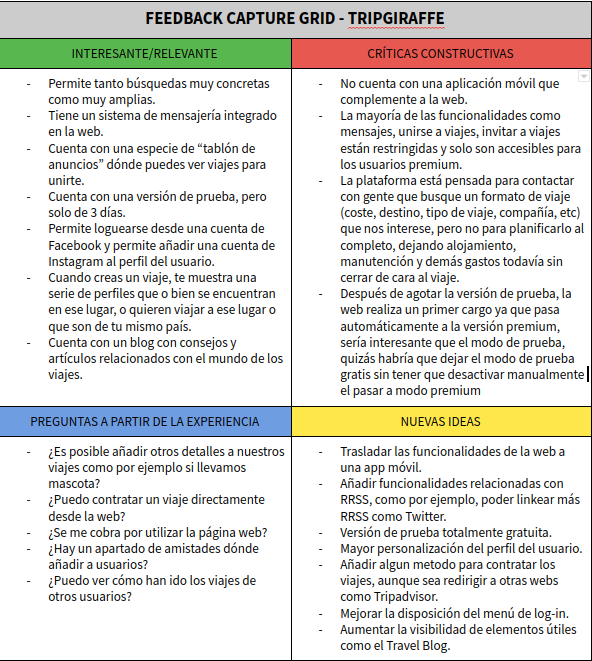 FEEDBACK CAPTURE GRID - TRIPGIRAFFE
INTERESANTE/RELEVANTE
- Permite tanto búsquedas muy concretas
como muy amplias.
- Tiene un sistema de mensajería integrado
en la web.
- Cuenta con una especie de “tablón de
anuncios” dónde puedes ver viajes para
unirte.
- Cuenta con una versión de prueba, pero
solo de 3 días.
- Permite loguearse desde una cuenta de
Facebook y permite añadir una cuenta de
Instagram al perfil del usuario.
- Cuando creas un viaje, te muestra una
serie de perfiles que o bien se encuentran
en ese lugar, o quieren viajar a ese lugar o
que son de tu mismo país.
- Cuenta con un blog con consejos y
artículos relacionados con el mundo de los
viajes.
CRÍTICAS CONSTRUCTIVAS
- No cuenta con una aplicación móvil que
complemente a la web.
- La mayoría de las funcionalidades como
mensajes, unirse a viajes, invitar a viajes
están restringidas y solo son accesibles para
los usuarios premium.
- La plataforma está pensada para contactar
con gente que busque un formato de viaje
(coste, destino, tipo de viaje, compañía, etc)
que nos interese, pero no para planificarlo al
completo, dejando alojamiento,
manutención y demás gastos todavía sin
cerrar de cara al viaje.
- Después de agotar la versión de prueba, la
web realiza un primer cargo ya que pasa
automáticamente a la versión premium,
sería interesante que el modo de prueba,
quizás habría que dejar el modo de prueba
gratis sin tener que desactivar manualmente
el pasar a modo premium
PREGUNTAS A PARTIR DE LA EXPERIENCIA
- ¿Es posible añadir otros detalles a nuestros
viajes como por ejemplo si llevamos
mascota?
- ¿Puedo contratar un viaje directamente
desde la web?
- ¿Se me cobra por utilizar la página web?
- ¿Hay un apartado de amistades dónde
añadir a usuarios?
- ¿Puedo ver cómo han ido los viajes de
otros usuarios?
NUEVAS IDEAS
- Trasladar las funcionalidades de la web a
una app móvil.
- Añadir funcionalidades relacionadas con
RRSS, como por ejemplo, poder linkear más
RRSS como Twitter.
- Versión de prueba totalmente gratuita.
- Mayor personalización del perfil del usuario.
- Añadir algun metodo para contratar los
viajes, aunque sea redirigir a otras webs
como Tripadvisor.
- Mejorar la disposición del menú de log-in.
- Aumentar la visibilidad de elementos útiles
como el Travel Blog.